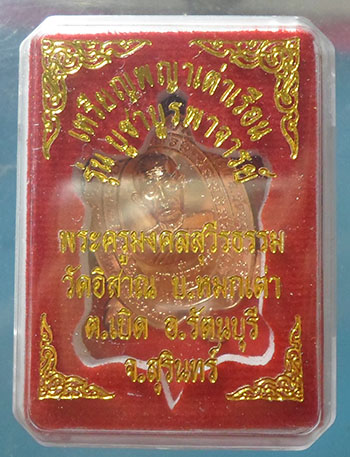 เหรียญพญาเต่าเรือน
รุ่น บูชาบูรพาจารย์
พระครูมงคลสุวีรธรรม
วัดอิสาณ บ.หมอเตา
ต.เบิด อ.รัตนบุรี
จ.สุรินทร์